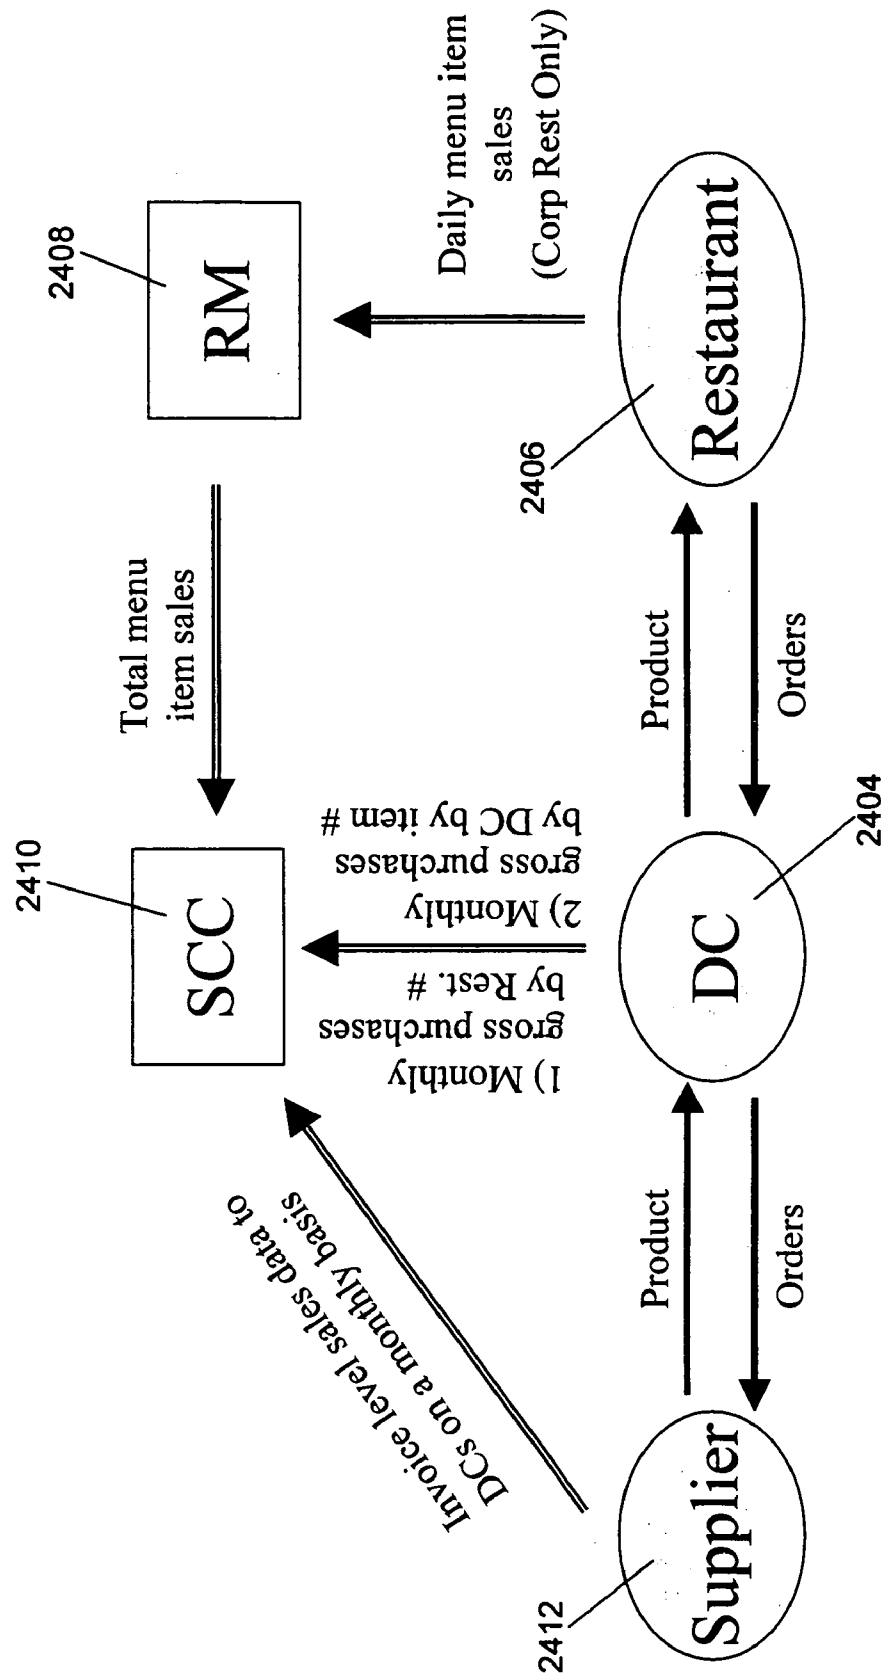 2410
SCC
Total menu
item sales
2408
RM
Invoice level sales data to
DCs on a monthly basis
1) Monthly
gross purchases
by Rest. #
2) Monthly
gross purchases
by DC by item #
Daily menu item
sales
(Corp Rest Only)
2412
Supplier
Product
Orders
DC
2404
Product
Orders
2406
Restaurant